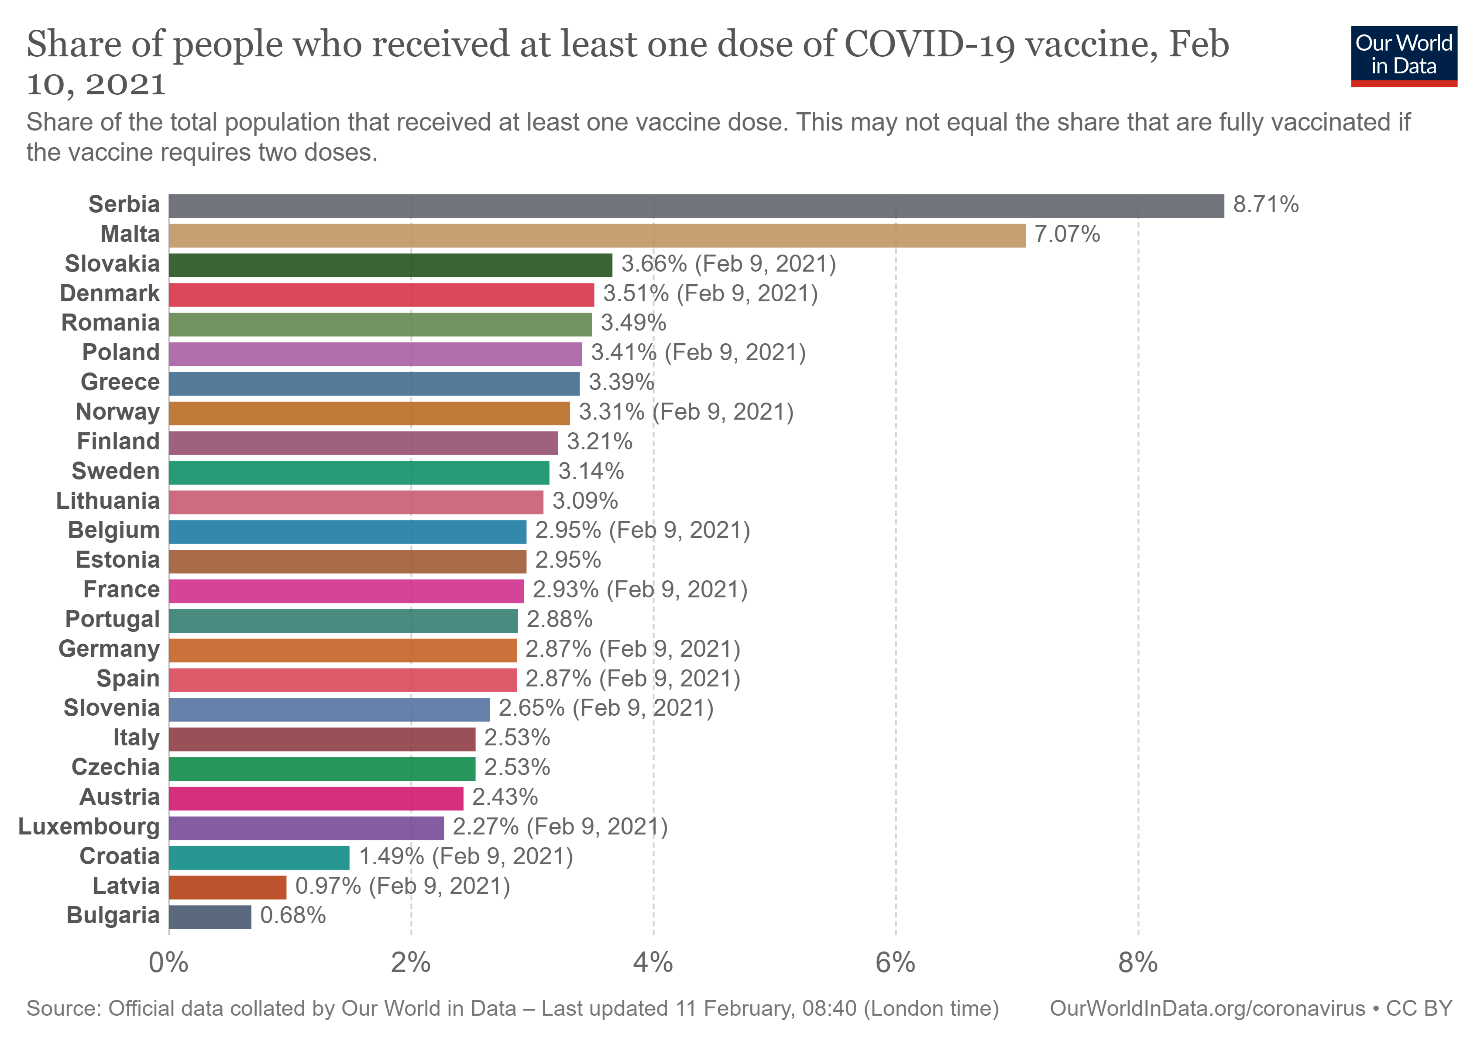 Share of people who received at least one dose of COVID-19 vaccine, Feb
10, 2021
Our World
in Data
Share of the total population that received at least one vaccine dose. This may not equal the share that are fully vaccinated if
the vaccine requires two doses.
Serbia 8.71%
Malta 7.07%
Slovakia 3.66% (Feb 9, 2021)
Denmark 3.51% (Feb 9, 2021)
Romania 3.49%
Poland 3.41% (Feb 9, 2021)
Greece 3.39%
Norway 3.31% (Feb 9, 2021)
Finland 3.21%
Sweden 3.14%
Lithuania 3.09%
Belgium 2.95% (Feb 9, 2021)
Estonia 2.95%
France 2.93% (Feb 9, 2021)
Portugal 2.88%
Germany 2.87% (Feb 9, 2021)
Spain 2.87% (Feb 9, 2021)
Slovenia 2.65% (Feb 9, 2021)
Italy 2.53%
Czechia 2.53%
Austria 2.43%
Luxembourg 2.27% (Feb 9, 2021)
Croatia 1.49% (Feb 9, 2021)
Latvia 0.97% (Feb 9, 2021)
Bulgaria 0.68%
0% 2% 4% 6% 8%
Source: Official data collated by Our World in Data – Last updated 11 February, 08:40 (London time) OurWorldInData.org/coronavirus • CC BY